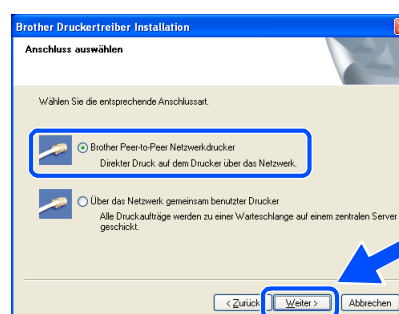 Brother Druckertreiber Installation
Anschluss auswählen
Wählen Sie die entsprechende Anschlussart.
Brother Peer-to-Peer Netzwerkdrucker
Direkter Druck auf dem Drucker über das Netzwerk.
Über das Netzwerk gemeinsam benutzter Drucker
Alle Druckaufträge werden zu einer Warteschlange auf einem zentralen Server
geschickt.
< Zurück Weiter > Abbrechen